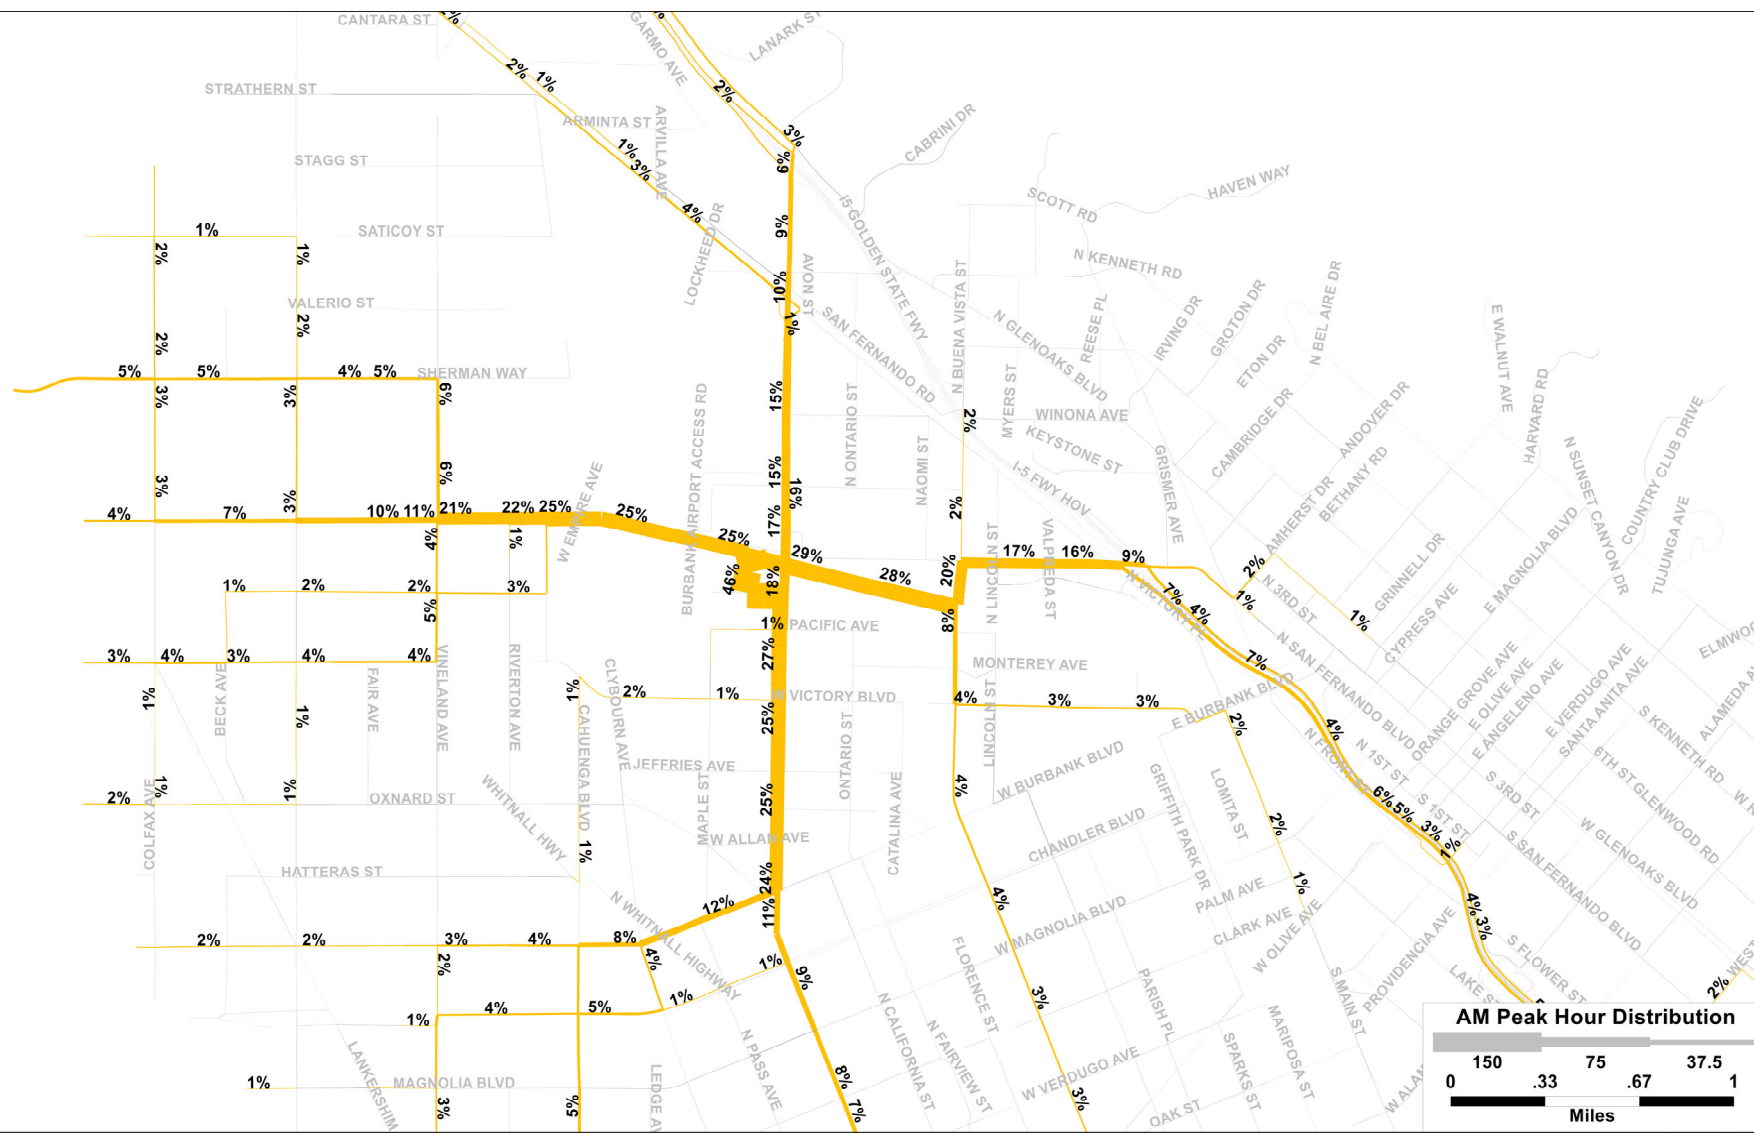 CANTARA ST
2%
GARMO AVE
LANARK ST
2%
1%
2%
STRATHERN ST
ARMINTA ST
ARVILLA AVE
3%
CABRINI DR
STAGG ST
1%
3%
6%
4%
LOCKHEED DR
I5 GOLDEN STATE FWY
SCOTT RD
HAVEN WAY
1%
SATICOY ST
2%
1%
9%
AVON ST
N KENNETH RD
VALERIO ST
2%
10%
1%
SAN FERNANDO RD
N BUENA VISTA ST
N GLENOAKS BLVD
REESE PL
IRVING DR
GROTON DR
N BEL AIRE DR
ETON DR
E WALNUT AVE
2%
5%
5%
4%
5%
SHERMAN WAY
3%
3%
6%
BURBANK AIRPORT ACCESS RD
15%
N ONTARIO ST
NAOMI ST
2%
MYERS ST
WINONA AVE
KEYSTONE ST
CAMBRIDGE DR
ANDOVER DR
HARVARD RD
COUNTRY CLUB DRIVE
N SUNSET CANYON DR
3%
3%
6%
W EMPIRE AVE
15%
16%
17%
2%
I-5 FWY HOV
GRISMER AVE
AMHERST DR
BETHANY RD
TUJUNGA AVE
4%
7%
10%
11%
21%
22%
25%
25%
4%
1%
25%
29%
28%
20%
17%
16%
9%
N LINCOLN ST
VALPREDA ST
N VICTORY PL
2%
1%
N 3RD ST
GRINNELL DR
E MAGNOLIA BLVD
CYPRESS AVE
1%
1%
2%
2%
3%
5%
46%
18%
8%
7%
4%
1%
PACIFIC AVE
ELMWOO
3%
4%
3%
4%
4%
VINELAND AVE
RIVERTON AVE
CLYBOURN AVE
27%
MONTEREY AVE
7%
N SAN FERNANDO BLVD
BECK AVE
FAIR AVE
1%
1%
1%
CAHUENGA BLVD
2%
1%
W VICTORY BLVD
25%
4%
3%
3%
LINCOLN ST
E BURBANK BLVD
2%
4%
N FRONT ST
N 1ST ST
ORANGE GROVE AVE
E OLIVE AVE
E ANGELENO AVE
E VERDUGO AVE
SANTA ANITA AVE
S KENNETH RD
ALAMEDA A
6TH ST
GLENWOOD RD
JEFFRIES AVE
MAPLE ST
ONTARIO ST
CATALINA AVE
W BURBANK BLVD
GRIFFITH PARK DR
LOMITA ST
2%
1%
1%
OXNARD ST
WHITNALL HWY
25%
4%
CHANDLER BLVD
2%
6%
5%
3%
1%
S 1ST ST
S 3RD ST
W GLENOAKS BLVD
S SAN FERNANDO BLVD
COLFAX AVE
HATTERAS ST
1%
W ALLAN AVE
24%
11%
12%
4%
W MAGNOLIA BLVD
PALM AVE
CLARK AVE
W OLIVE AVE
1%
PROVIDENCIA AVE
4%
3%
S FLOWER ST
LAKE ST
2%
2%
3%
4%
8%
N WHITNALL HIGHWAY
2%
4%
1%
1%
9%
FLORENCE ST
3%
PARISH PL
S MAIN ST
2%
4%
5%
1%
N PASS AVE
N CALIFORNIA ST
N FAIRVIEW ST
SPARKS ST
MARIPOSA ST
W VERDUGO AVE
OAK ST
1%
MAGNOLIA BLVD
LANKERSHIM
3%
5%
LEDGE AV
8%
7%
3%
W ALAM
AM Peak Hour Distribution
150
75
37.5
0
.33
.67
1
Miles